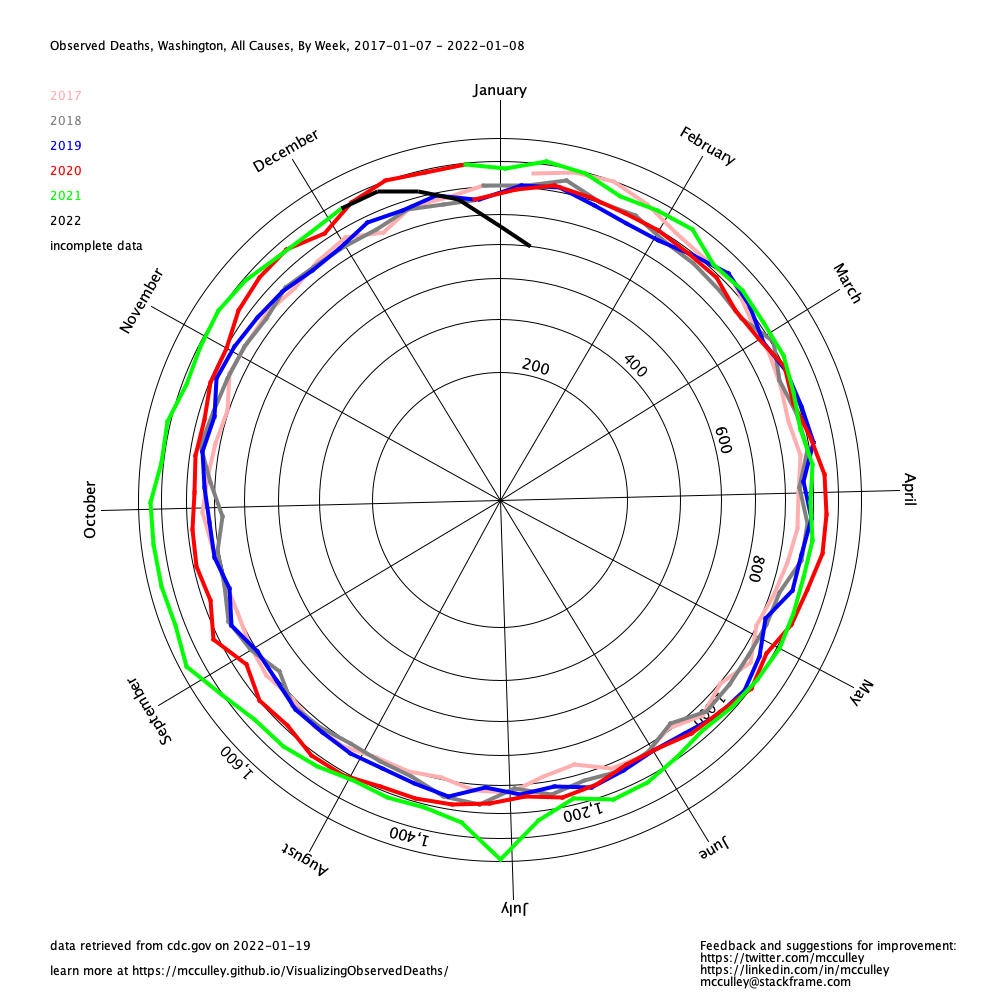 Observed Deaths, Washington, All Causes, By Week, 2017-01-07 - 2022-01-08
2017
2018
2019
2020
2021
2022
incomplete data
January
February
March
April
May
June
July
August
September
October
November
December
200
400
600
800
1,200
1,400
1,600
data retrieved from cdc.gov on 2022-01-19
learn more at https://mcculley.github.io/VisualizingObservedDeaths/
Feedback and suggestions for improvement:
https://twitter.com/mcculley
https://linkedin.com/in/mcculley
mcculley@stackframe.com